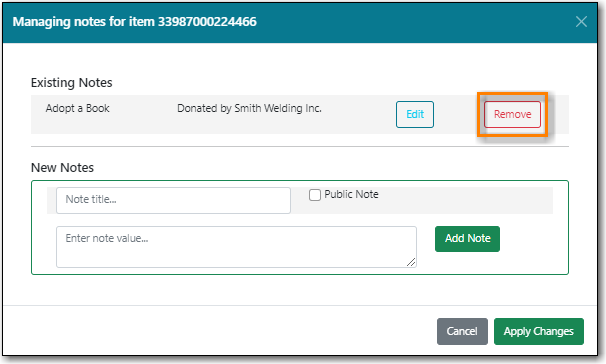 Managing notes for item 33987000224466
Existing Notes
Adopt a Book Donated by Smith Welding Inc. Edit Remove
New Notes
Note title... Public Note
Enter note value... Add Note
Cancel Apply Changes